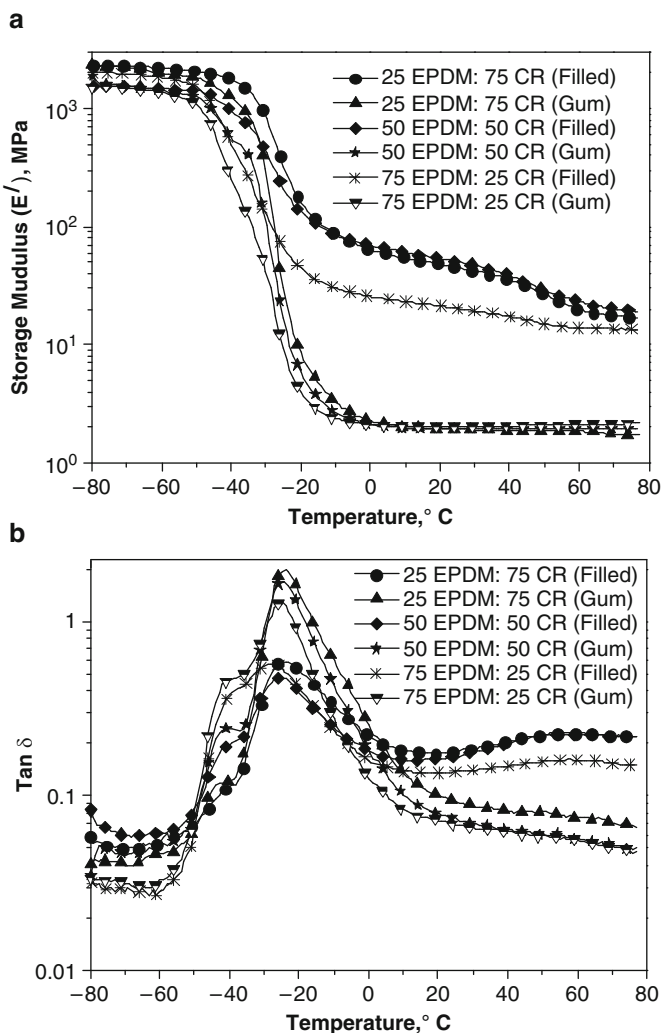 a
Storage Mudulus (E/), MPa
10³
10²
10¹
10⁰
25 EPDM: 75 CR (Filled)
25 EPDM: 75 CR (Gum)
50 EPDM: 50 CR (Filled)
50 EPDM: 50 CR (Gum)
75 EPDM: 25 CR (Filled)
75 EPDM: 25 CR (Gum)
−80 −60 −40 −20 0 20 40 60 80
Temperature,° C
b
Tan δ
1
0.1
0.01
25 EPDM: 75 CR (Filled)
25 EPDM: 75 CR (Gum)
50 EPDM: 50 CR (Filled)
50 EPDM: 50 CR (Gum)
75 EPDM: 25 CR (Filled)
75 EPDM: 25 CR (Gum)
−80 −60 −40 −20 0 20 40 60 80
Temperature,° C